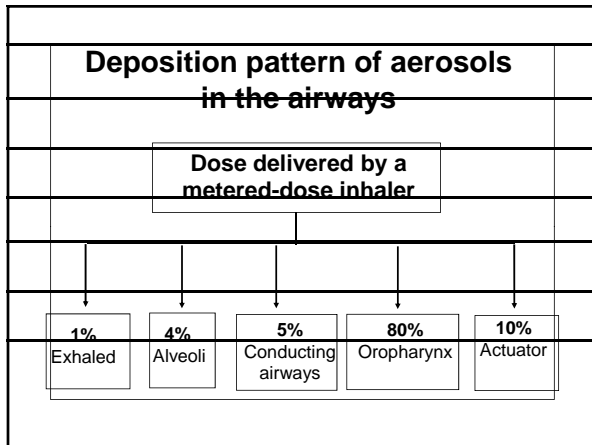 Deposition pattern of aerosols
in the airways
Dose delivered by a
metered-dose inhaler
1%
Exhaled
4%
Alveoli
5%
Conducting
airways
80%
Oropharynx
10%
Actuator